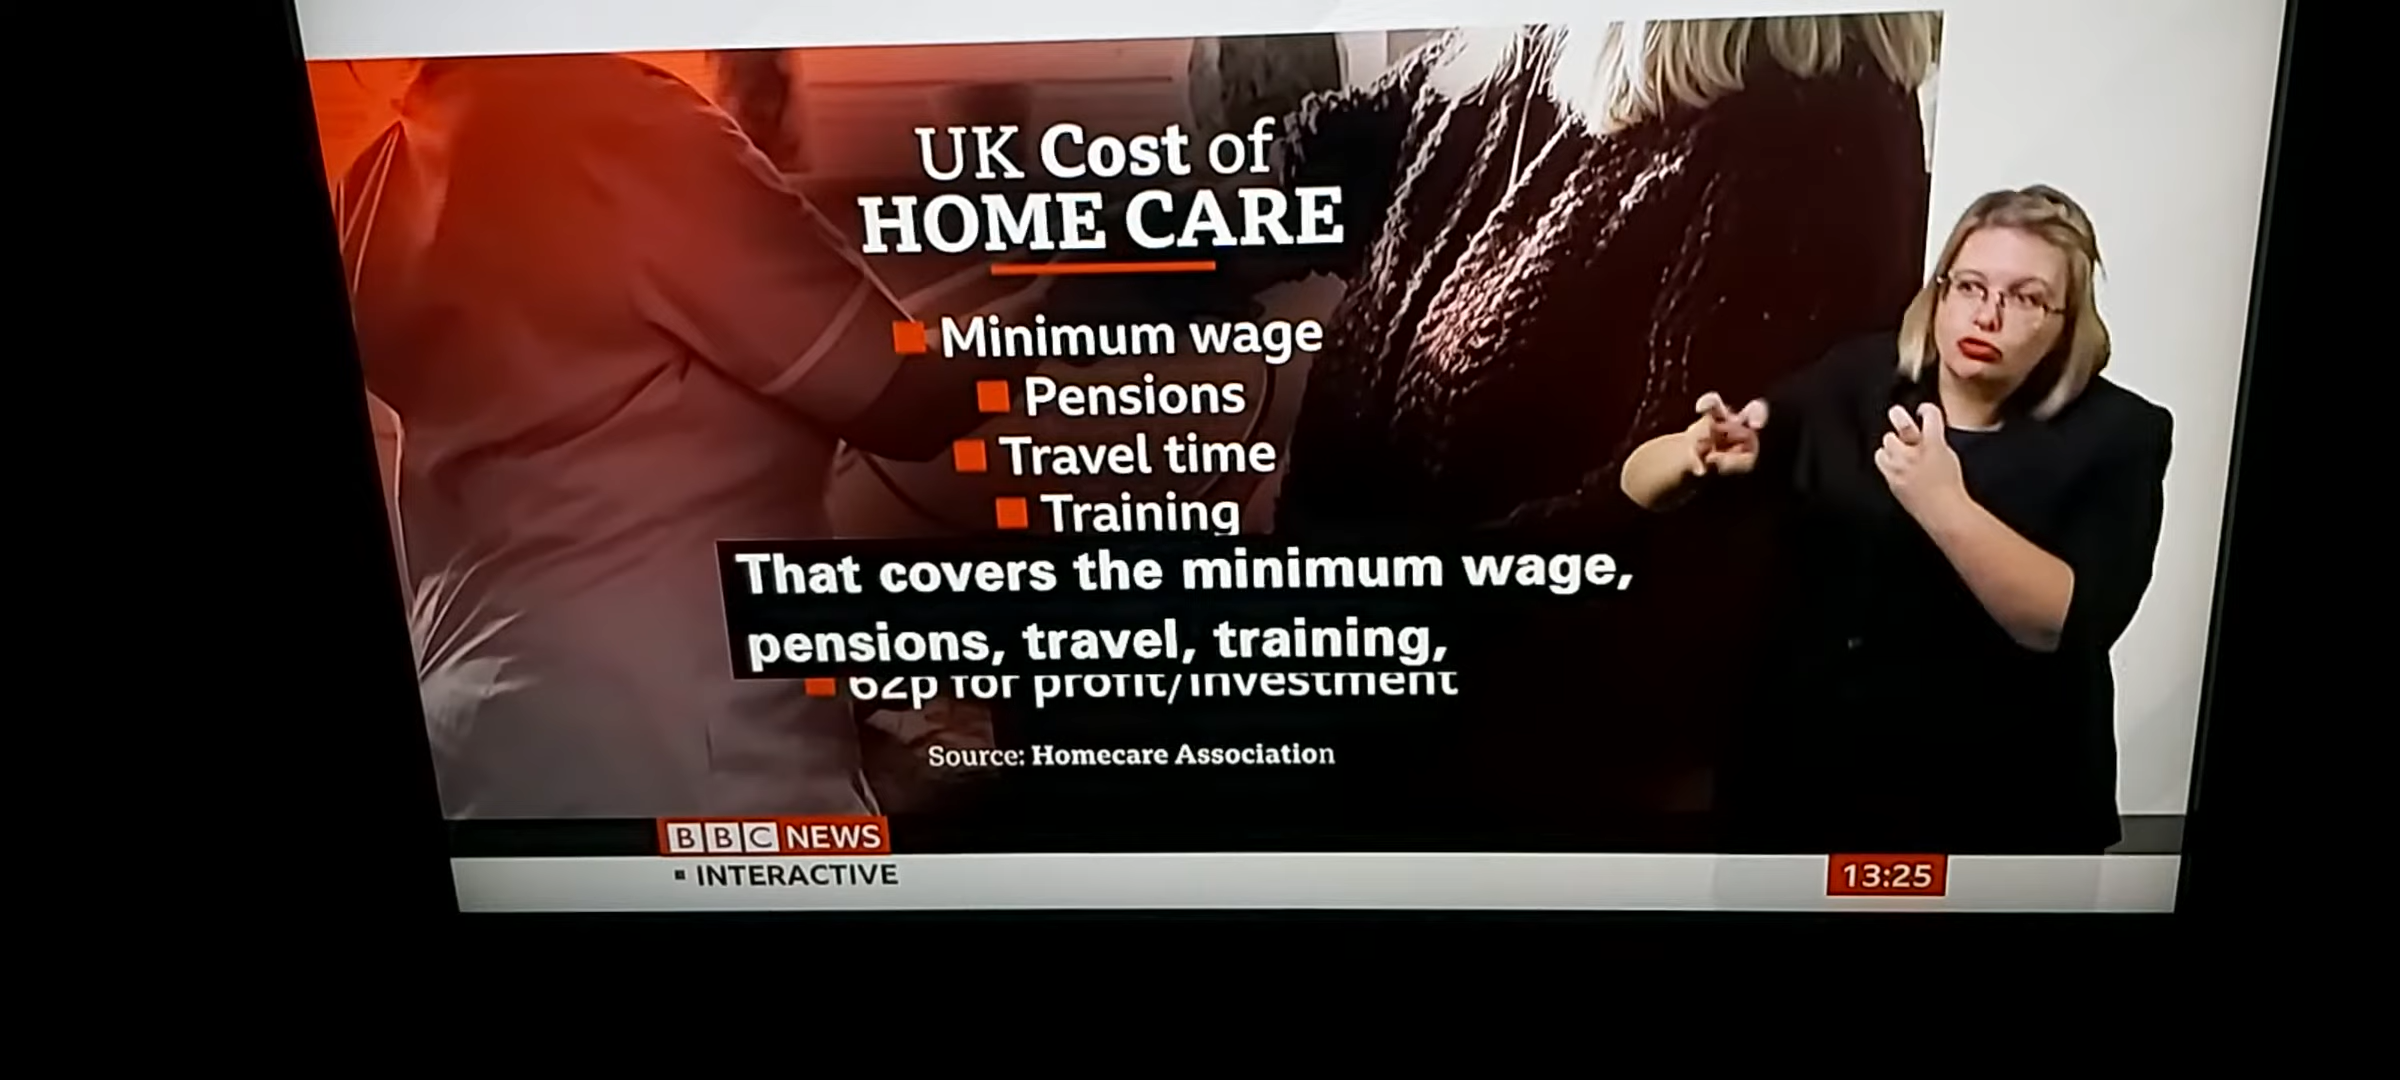 UK Cost of
HOME CARE
Minimum wage
Pensions
Travel time
Training
That covers the minimum wage,
pensions, travel, training,
62p for profit/investment
Source: Homecare Association
BBC NEWS
INTERACTIVE
13:25